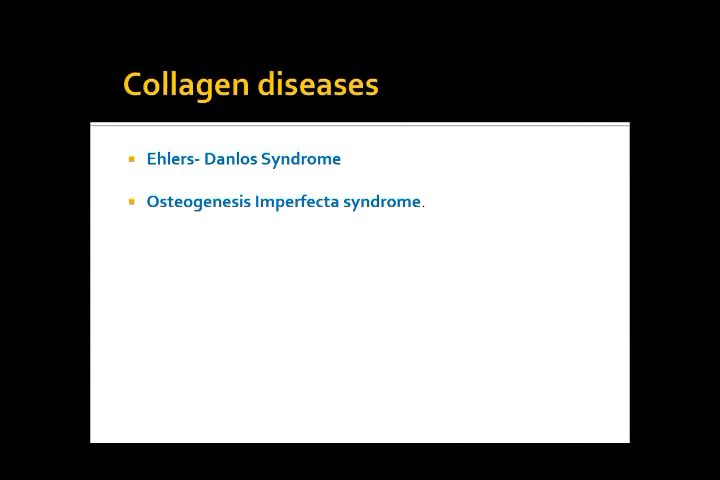 Collagen diseases
Ehlers- Danlos Syndrome
Osteogenesis Imperfecta syndrome.